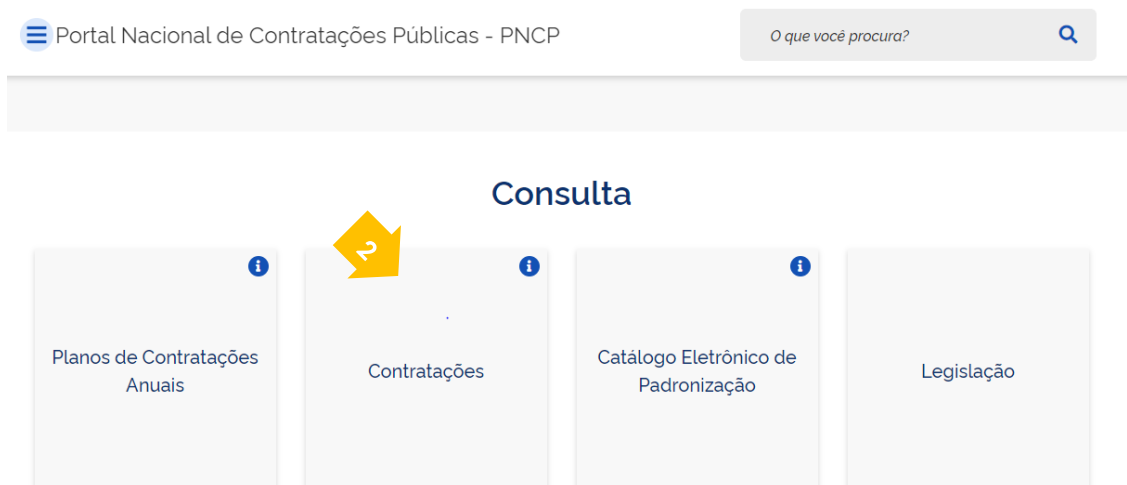 Portal Nacional de Contratações Públicas - PNCP
O que você procura?
Consulta
2
Planos de Contratações
Anuais
Contratações
Catálogo Eletrônico de
Padronização
Legislação